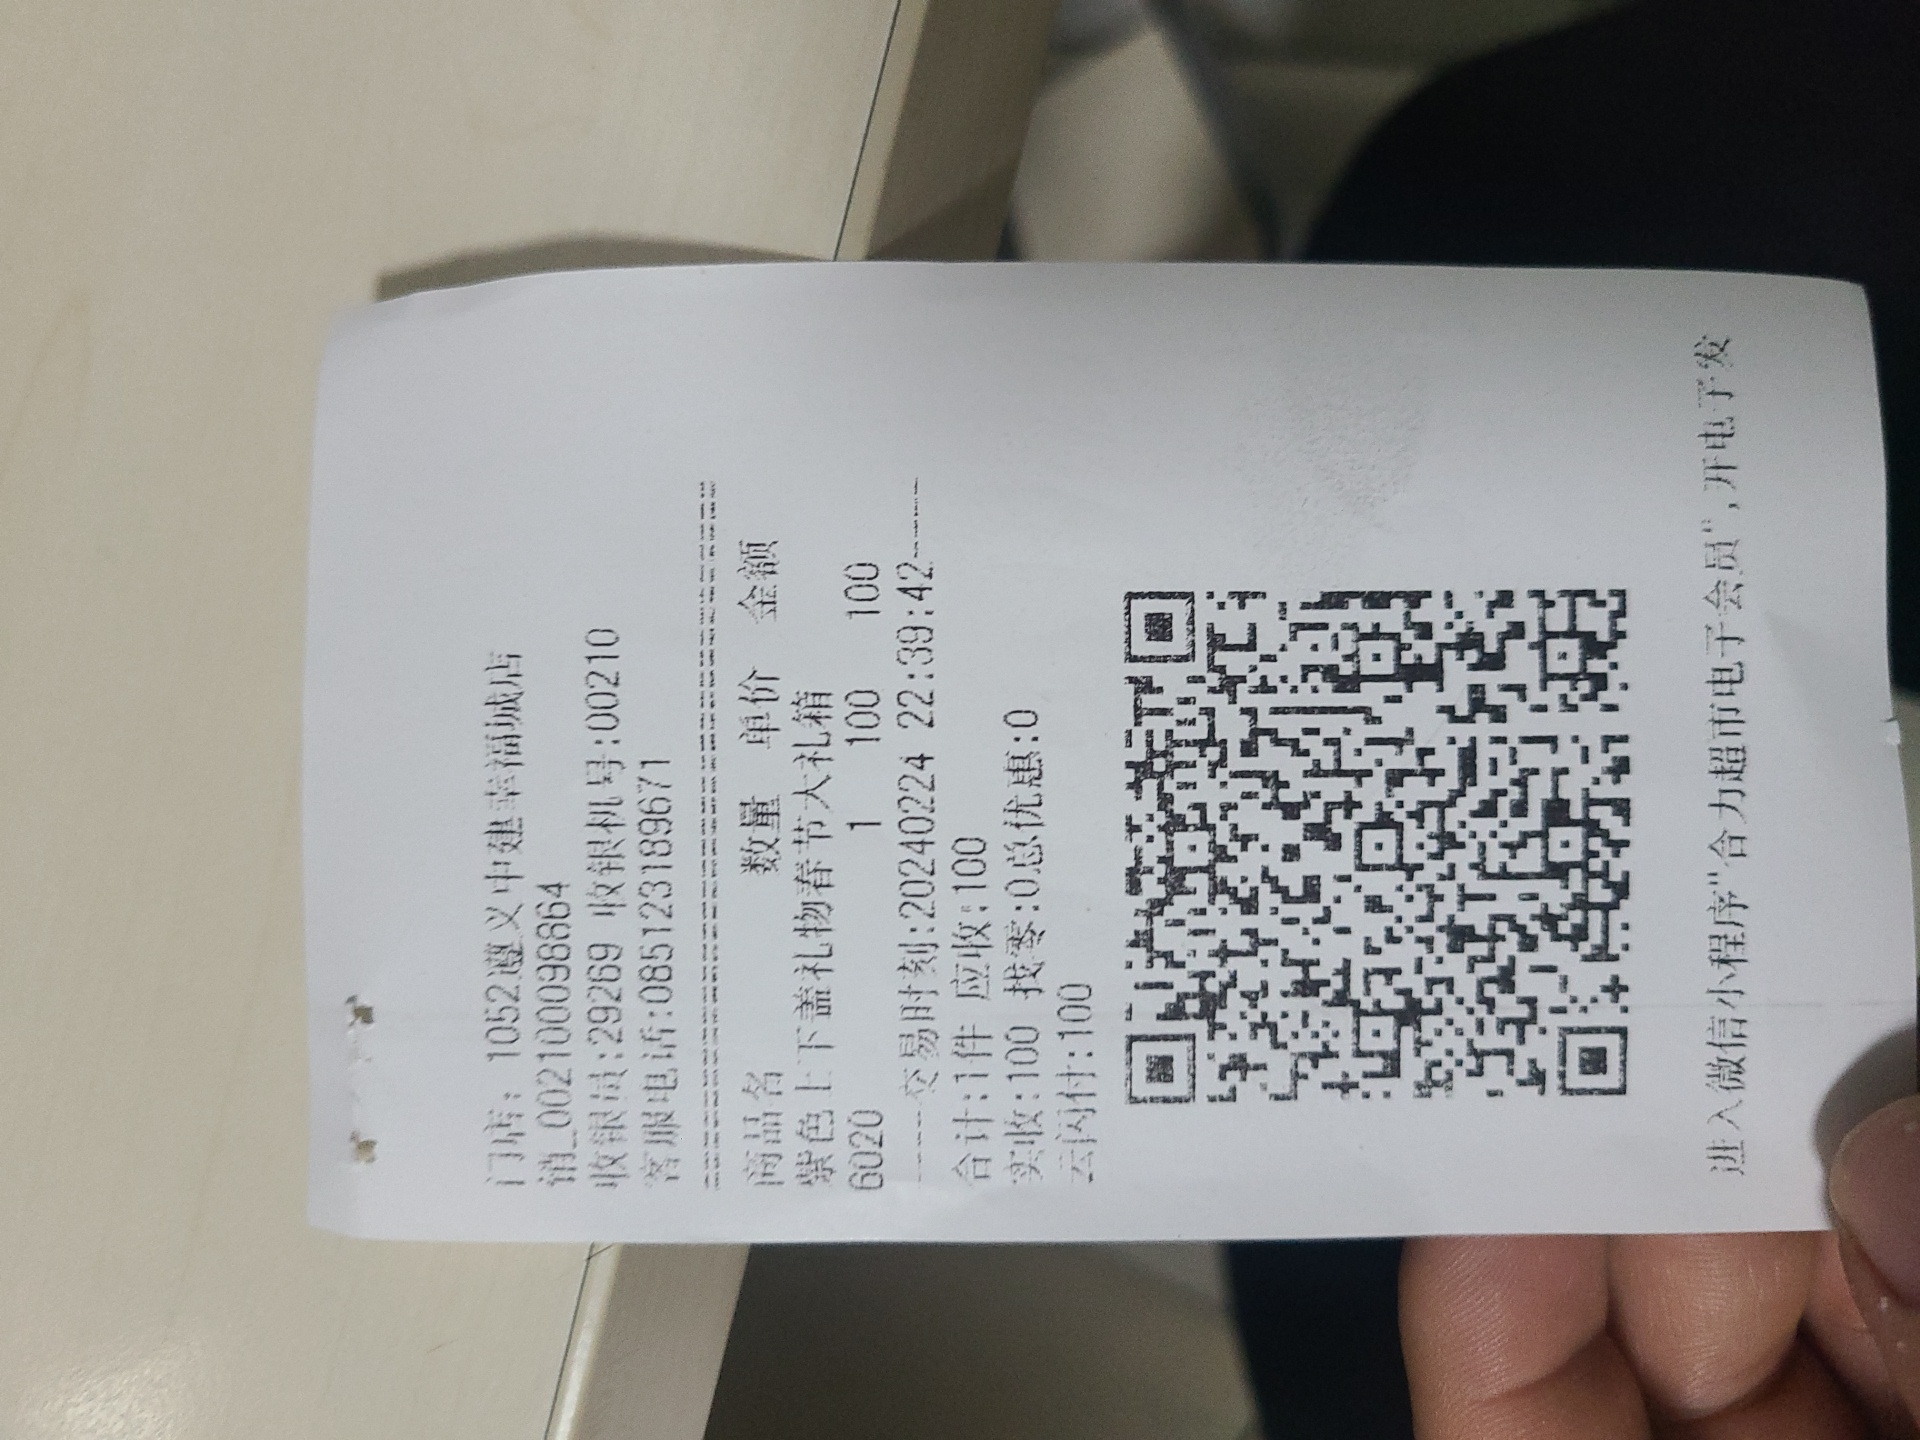 门店: 1052遵义中建幸福城店
销_002100098864
收银员:29269 收银机号:00210
客服电话:085123189671
商品名 数量 单价 金额
紫色上下盖礼物春节大礼箱
6020 1 100 100
-----交易时刻:20240224 22:39:42-----
合计:1件 应收:100
实收:100 找零:0总优惠:0
云闪付:100
进入微信小程序"合力超市电子会员",开电子发